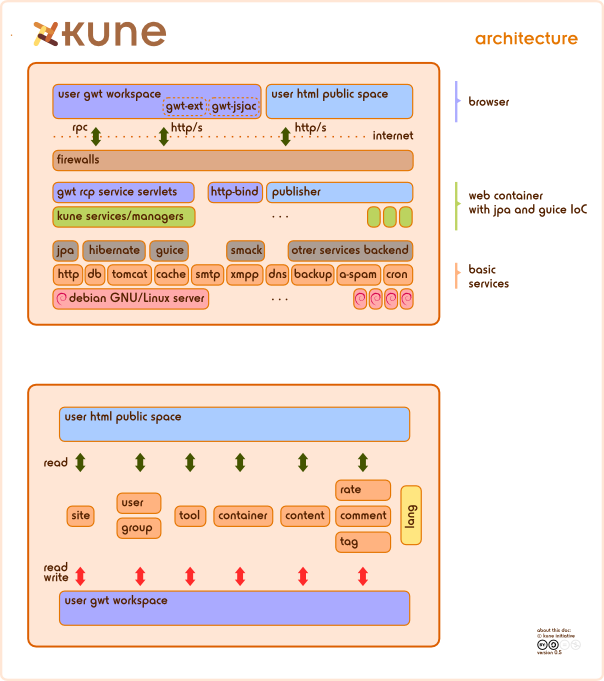 kune
architecture
user gwt workspace
gwt-ext
gwt-jsjac
user html public space
browser
rpc
http/s
http/s
internet
firewalls
gwt rcp service servlets
http-bind
publisher
web container
with jpa and guice IoC
kune services/managers
...
jpa
hibernate
guice
smack
otrer services backend
http
db
tomcat
cache
smtp
xmpp
dns
backup
a-spam
cron
basic
services
debian GNU/Linux server
...
user html public space
read
site
user
group
tool
container
content
rate
comment
tag
lang
read
write
user gwt workspace
about this doc:
© kune initiative
version 0.5